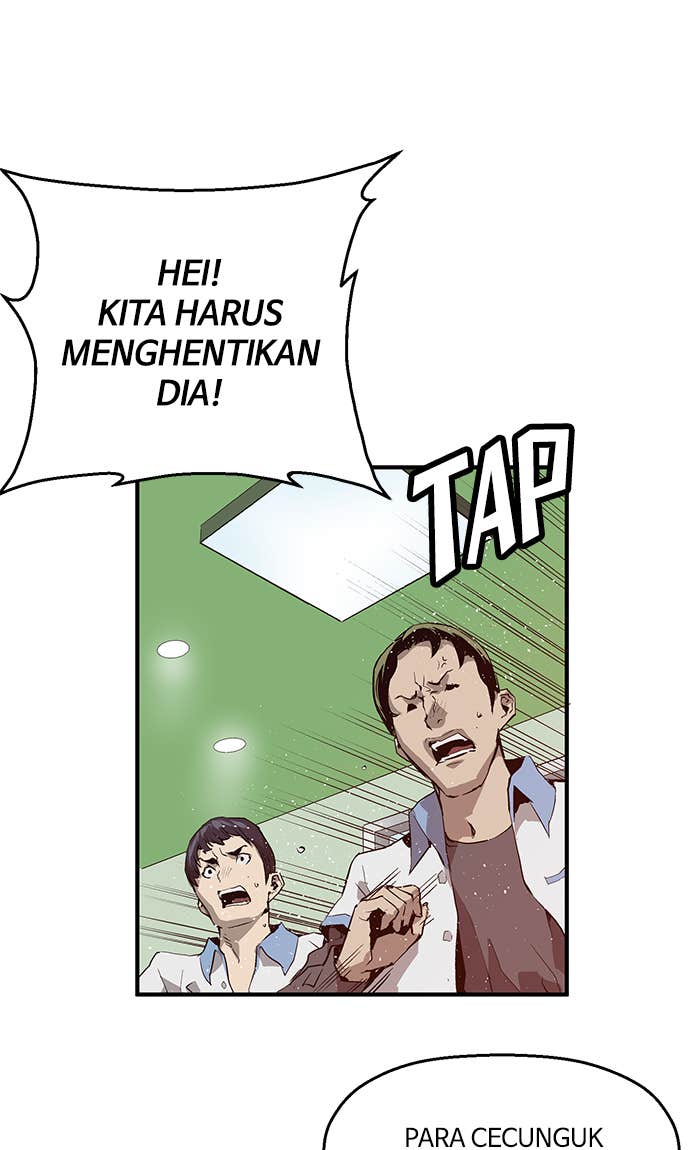 HEI!
KITA HARUS
MENGHENTIKAN
DIA!
TAP
PARA CECUNGUK